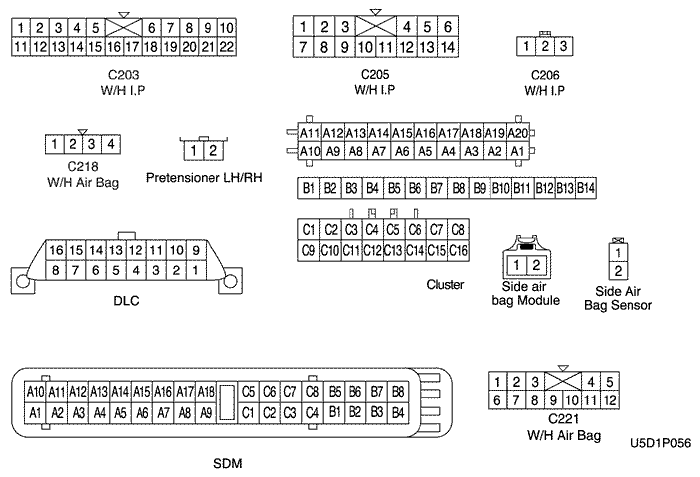 1 2 3 4 5 6 7 8 9 10
11 12 13 14 15 16 17 18 19 20 21 22
C203
W/H I.P
1 2 3 4 5 6
7 8 9 10 11 12 13 14
C205
W/H I.P
1 2 3
C206
W/H I.P
1 2 3 4
C218
W/H Air Bag
1 2
Pretensioner LH/RH
A11 A12 A13 A14 A15 A16 A17 A18 A19 A20
A10 A9 A8 A7 A6 A5 A4 A3 A2 A1
B1 B2 B3 B4 B5 B6 B7 B8 B9 B10 B11 B12 B13 B14
C1 C2 C3 C4 C5 C6 C7 C8
C9 C10 C11 C12 C13 C14 C15 C16
Cluster
16 15 14 13 12 11 10 9
8 7 6 5 4 3 2 1
DLC
1 2
Side air
bag Module
1
2
Side Air
Bag Sensor
A10 A11 A12 A13 A14 A15 A16 A17 A18 C5 C6 C7 C8 B5 B6 B7 B8
A1 A2 A3 A4 A5 A6 A7 A8 A9 C1 C2 C3 C4 B1 B2 B3 B4
SDM
1 2 3 4 5
6 7 8 9 10 11 12
C221
W/H Air Bag
U5D1P056